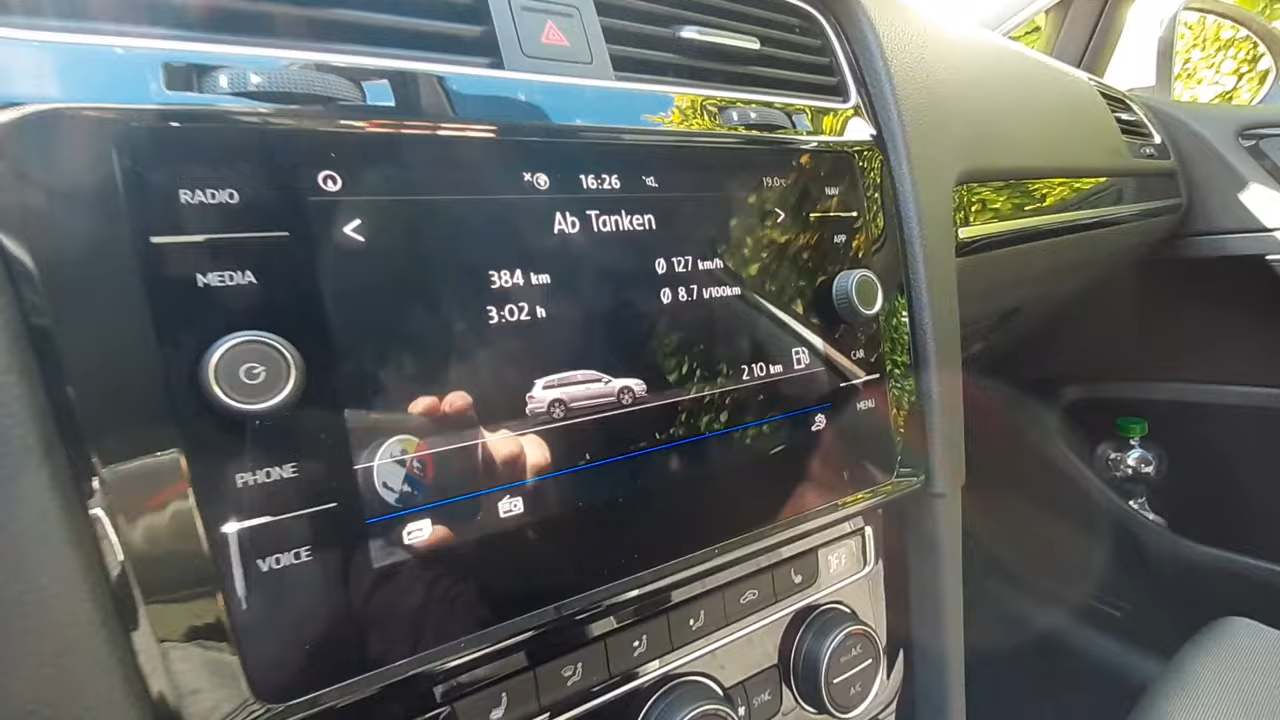 RADIO
MEDIA
PHONE
VOICE
16:26
19.0°C
Ab Tanken
384 km
Ø 127 km/h
3:02 h
Ø 8.7 l/100km
210 km
NAV
APP
CAR
MENU
OFF
A/C
SYNC
A/C